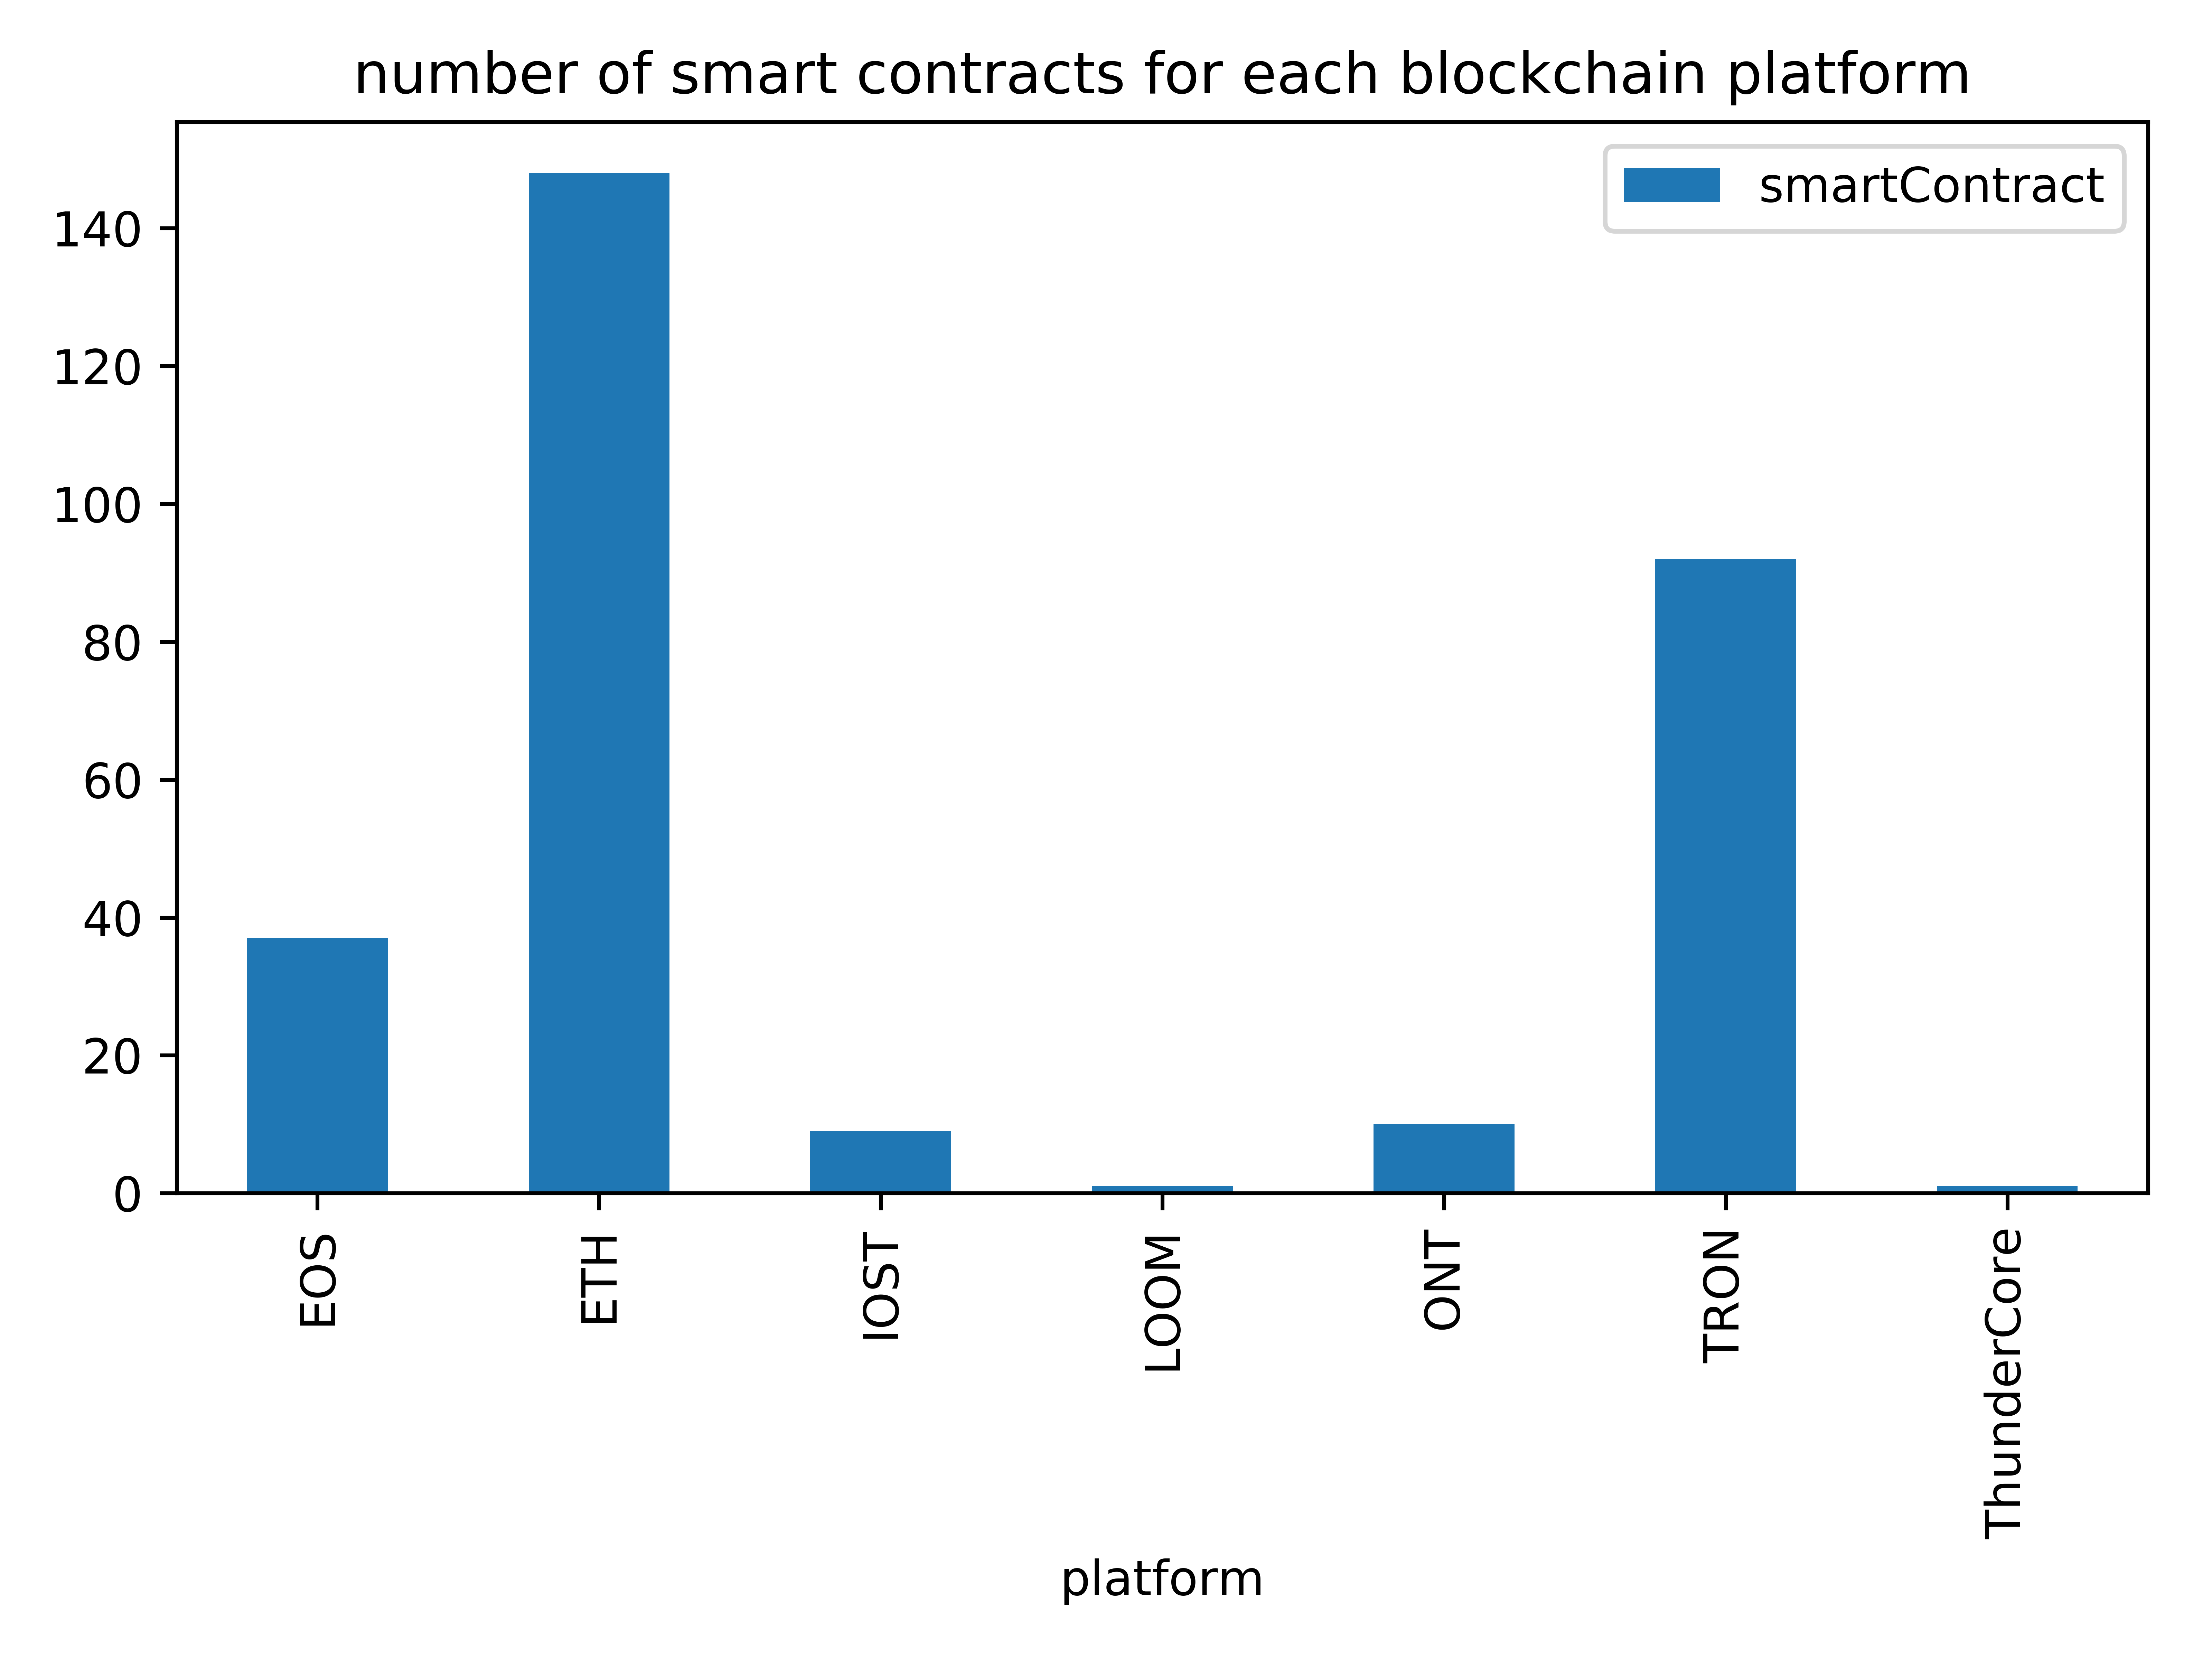 number of smart contracts for each blockchain platform
smartContract
140
120
100
80
60
40
20
0
EOS
ETH
IOST
LOOM
ONT
TRON
ThunderCore
platform